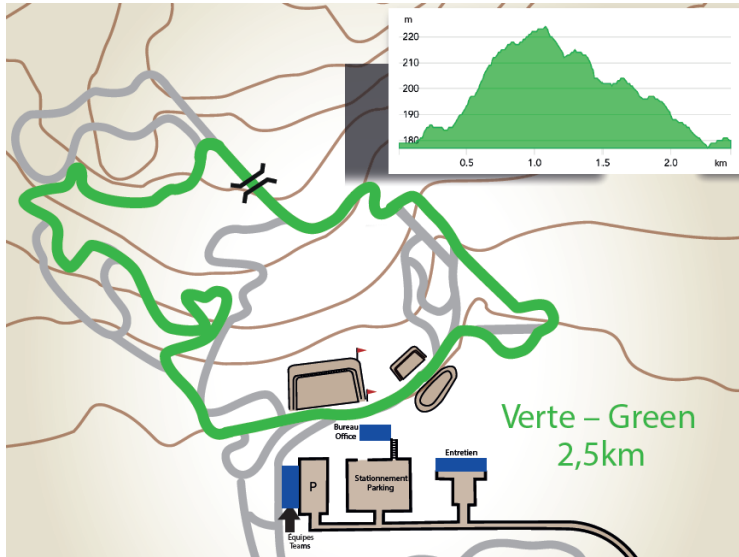 m
220
210
200
190
180
0.5
1.0
1.5
2.0
km
Verte – Green
2,5km
Bureau
Office
Entretien
Stationnement
Parking
P
Équipes
Teams